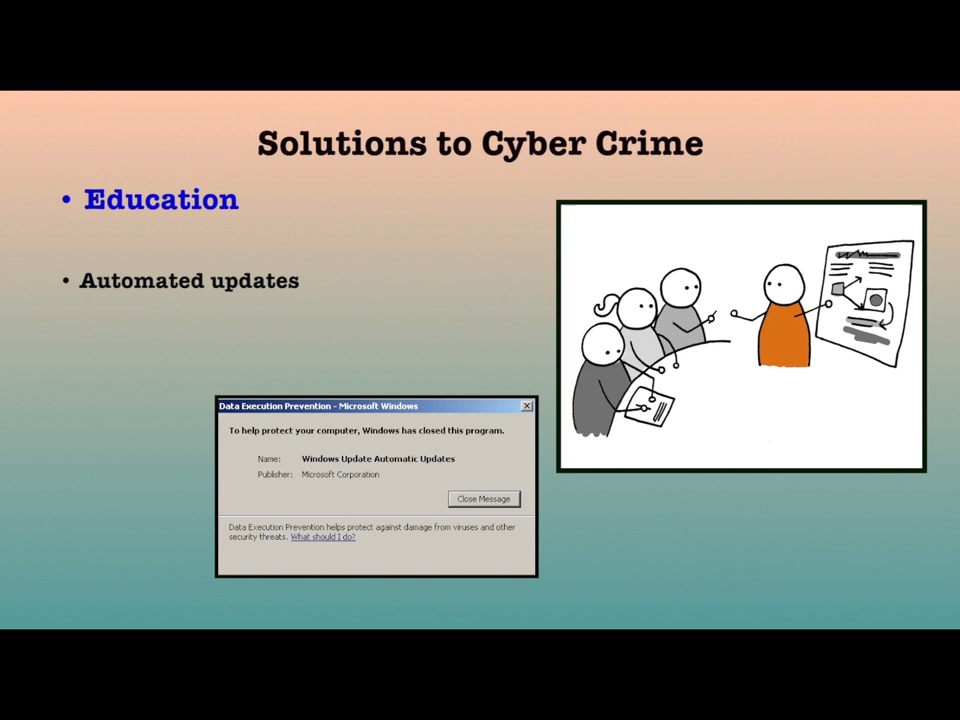 Solutions to Cyber Crime
• Education
• Automated updates
Data Execution Prevention - Microsoft Windows
To help protect your computer, Windows has closed this program.
Name: Windows Update Automatic Updates
Publisher: Microsoft Corporation
Close Message
Data Execution Prevention helps protect against damage from viruses and other
security threats. What should I do?